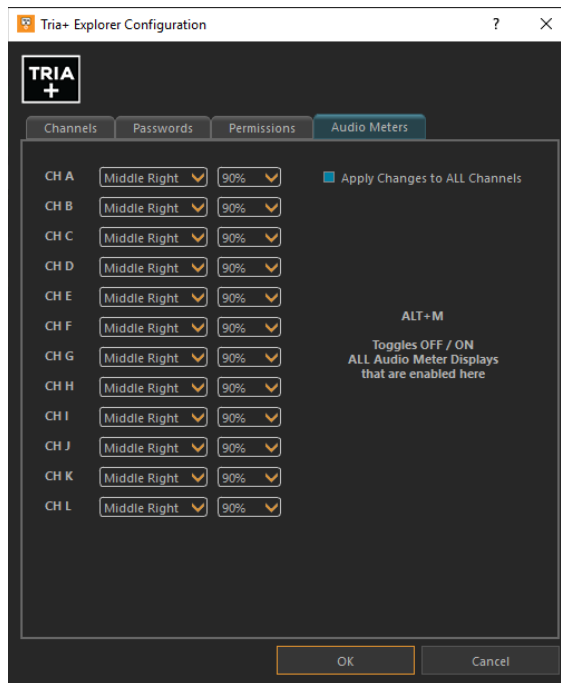 Tria+ Explorer Configuration
TRIA
+
Channels Passwords Permissions Audio Meters
CH A Middle Right 90% Apply Changes to ALL Channels
CH B Middle Right 90%
CH C Middle Right 90%
CH D Middle Right 90%
CH E Middle Right 90%
CH F Middle Right 90%
CH G Middle Right 90%
CH H Middle Right 90%
CH I Middle Right 90%
CH J Middle Right 90%
CH K Middle Right 90%
CH L Middle Right 90%
ALT+M
Toggles OFF / ON
ALL Audio Meter Displays
that are enabled here
OK Cancel